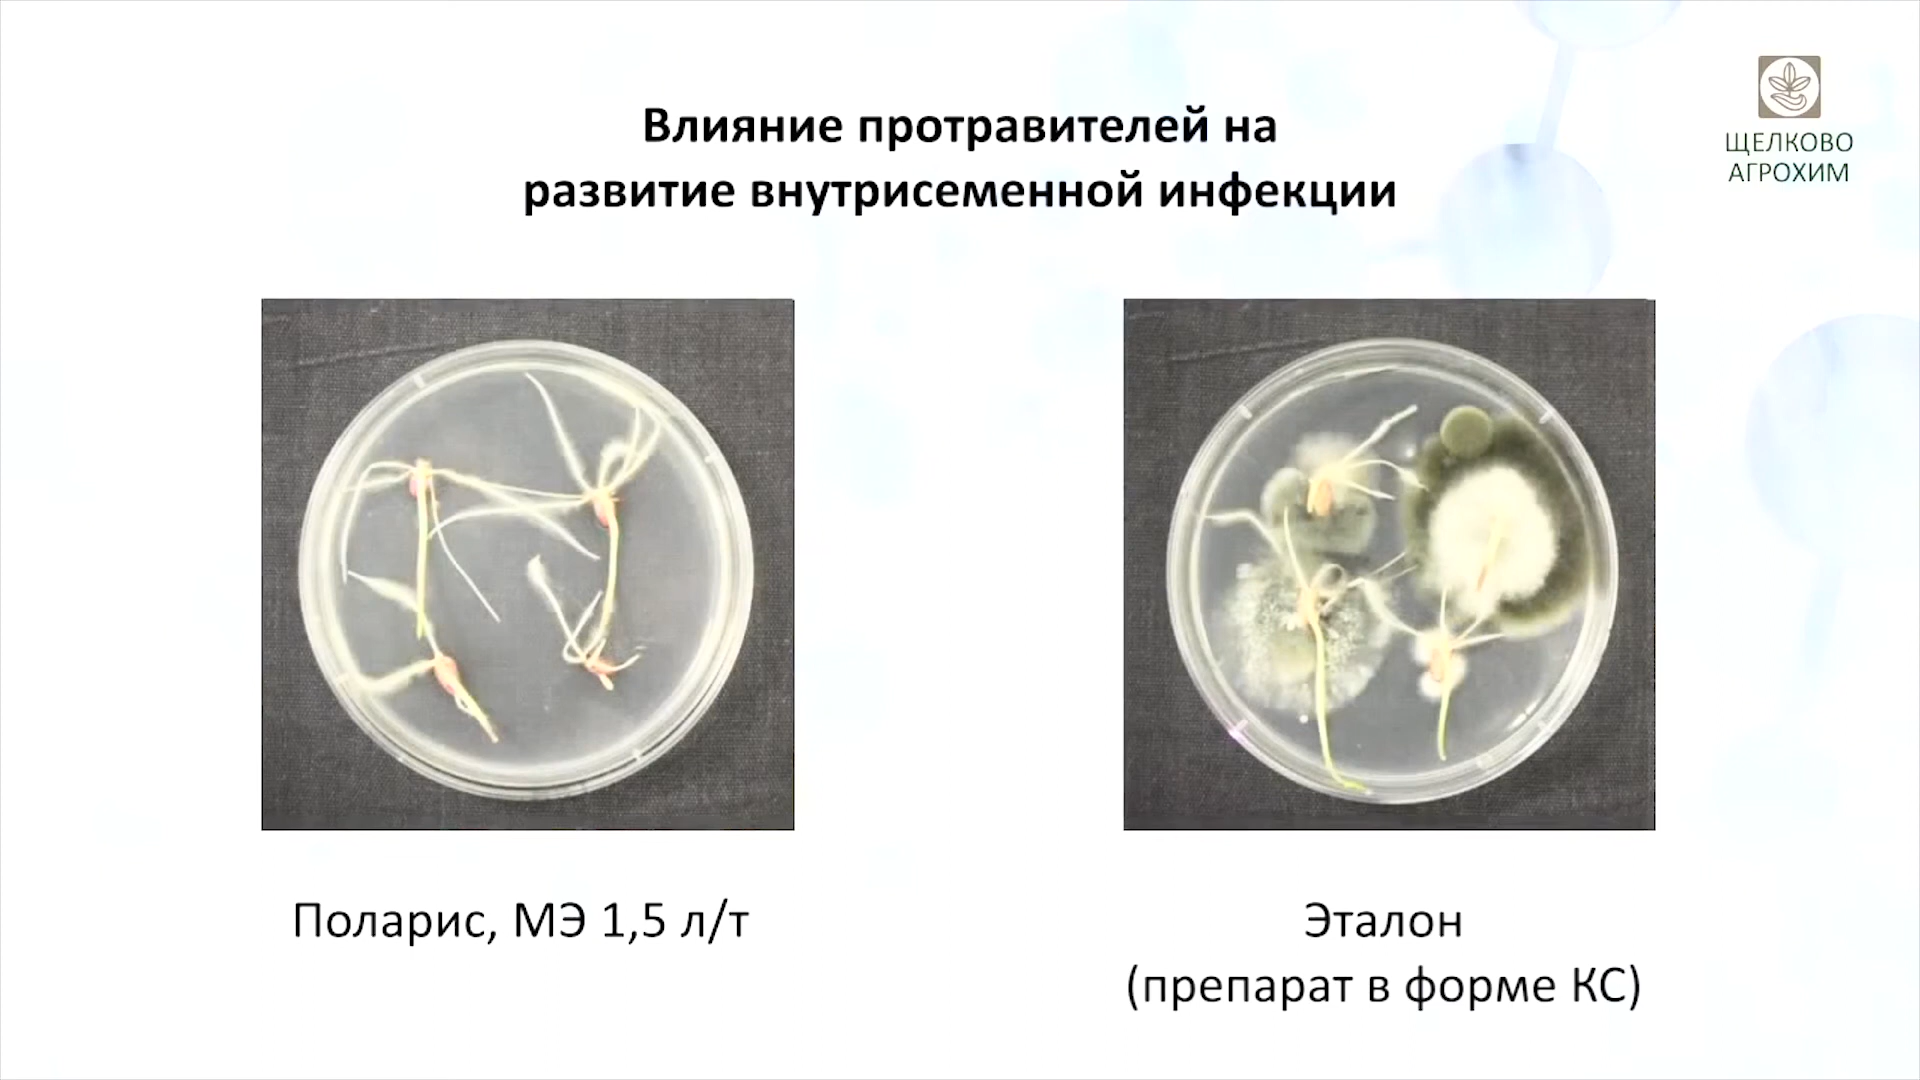 Влияние протравителей на
развитие внутрисеменной инфекции
ЩЕЛКОВО
АГРОХИМ
Поларис, МЭ 1,5 л/т
Эталон
(препарат в форме КС)